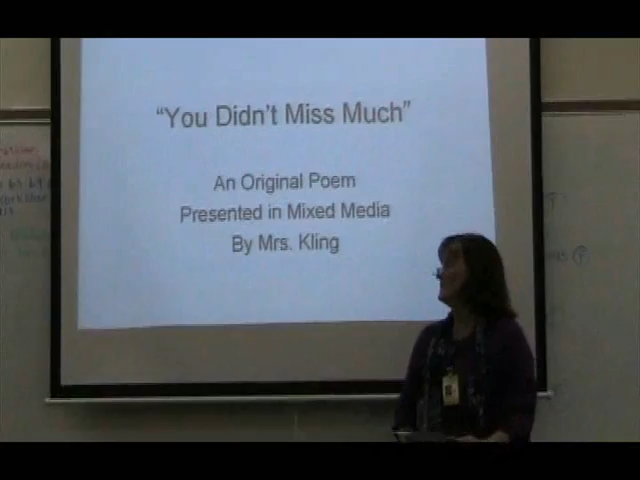 “You Didn't Miss Much”
An Original Poem
Presented in Mixed Media
By Mrs. Kling